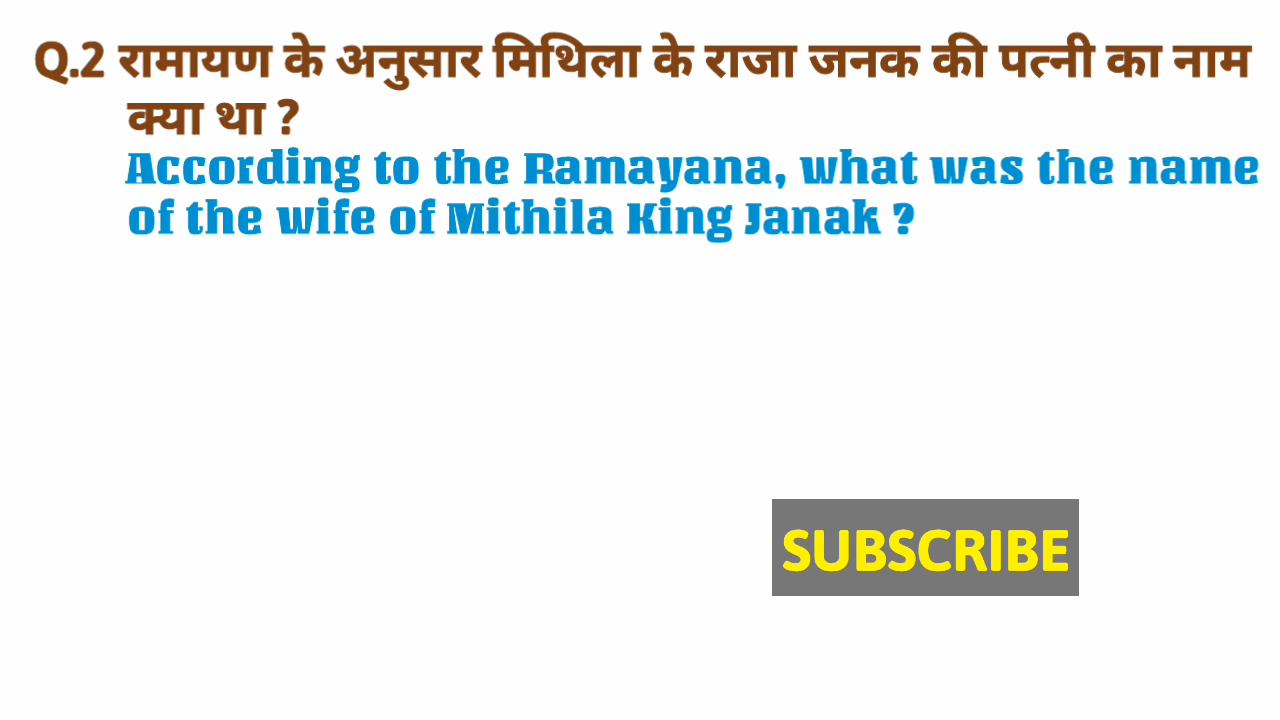 Q.2 रामायण के अनुसार मिथिला के राजा जनक की पत्नी का नाम
क्या था ?
According to the Ramayana, what was the name
of the wife of Mithila King Janak ?
SUBSCRIBE